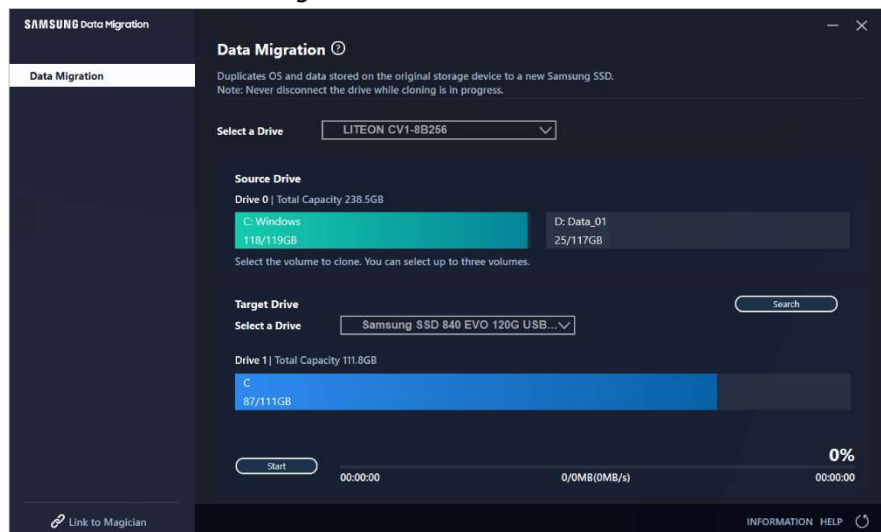 SAMSUNG Data Migration
Data Migration
Data Migration ?
Duplicates OS and data stored on the original storage device to a new Samsung SSD.
Note: Never disconnect the drive while cloning is in progress.
Select a Drive LITEON CV1-8B256
Source Drive
Drive 0 | Total Capacity 238.5GB
C: Windows D: Data_01
118/119GB 25/117GB
Select the volume to clone. You can select up to three volumes.
Target Drive Search
Select a Drive Samsung SSD 840 EVO 120G USB...
Drive 1 | Total Capacity 111.8GB
C
87/111GB
0%
Start
00:00:00 0/0MB(0MB/s) 00:00:00
Link to Magician INFORMATION HELP